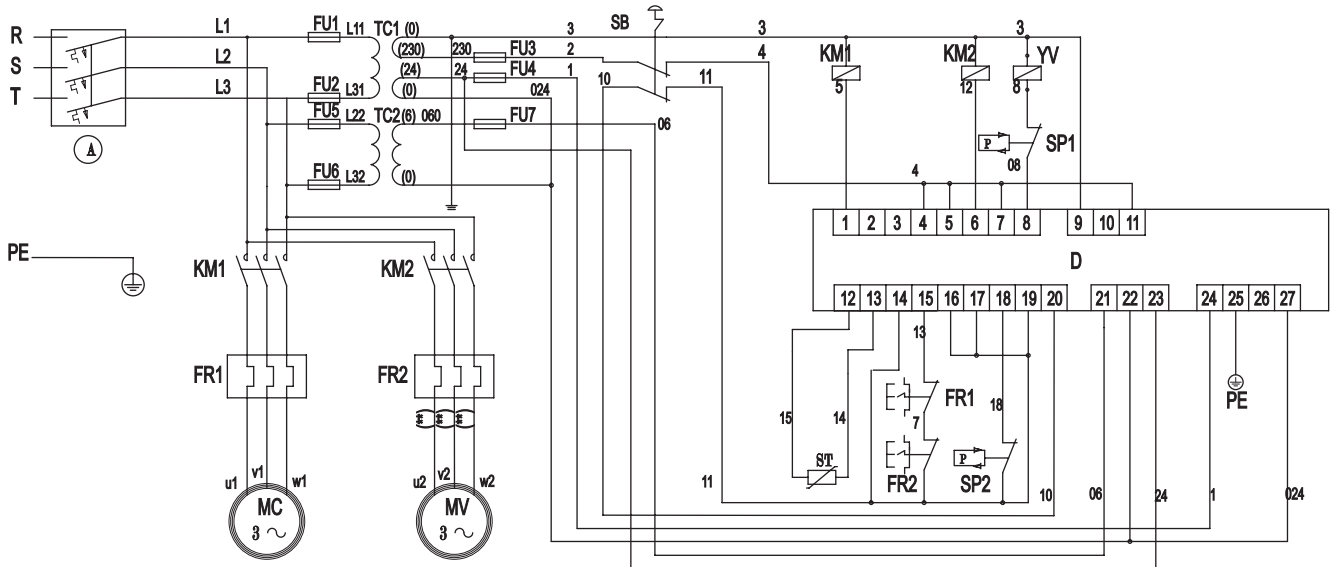 R L1 FU1 L11 TC1 (0) 3 SB 3 3
(230) 230 FU3 2 4 KM1 KM2 YV
S L2 (24) 24 FU4 1 10 11 5 12 8
T L3 FU2 L31 (0) 024
FU5 L22 TC2 (6) 060 FU7 06
A P SP1
FU6 L32 (0) 4 08
1 2 3 4 5 6 7 8 9 10 11
PE D
KM1 KM2
12 13 14 15 16 17 18 19 20 21 22 23 24 25 26 27
13
FR1 FR2 FR1 PE
(**) (**) (**) 15 14 7 18
ST P
u1 v1 w1 u2 v2 w2 11 FR2 SP2 10 06 24 1 024
MC MV
3 ~ 3 ~